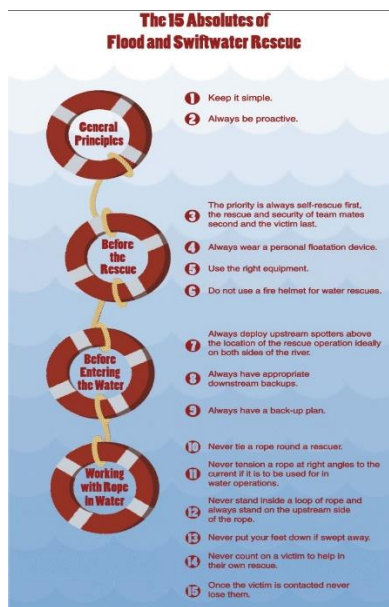 The 15 Absolutes of
Flood and Swiftwater Rescue
General
Principles
1 Keep it simple.
2 Always be proactive.
Before
the
Rescue
3 The priority is always self-rescue first,
the rescue and security of team mates
second and the victim last.
4 Always wear a personal floatation device.
5 Use the right equipment.
6 Do not use a fire helmet for water rescues.
Before
Entering
the Water
7 Always deploy upstream spotters above
the location of the rescue operation ideally
on both sides of the river.
8 Always have appropriate
downstream backups.
9 Always have a back-up plan.
Working
with Rope
in Water
10 Never tie a rope round a rescuer.
11 Never tension a rope at right angles to the
current if it is to be used for in
water operations.
12 Never stand inside a loop of rope and
always stand on the upstream side
of the rope.
13 Never put your feet down if swept away.
14 Never count on a victim to help in
their own rescue.
15 Once the victim is contacted never
lose them.